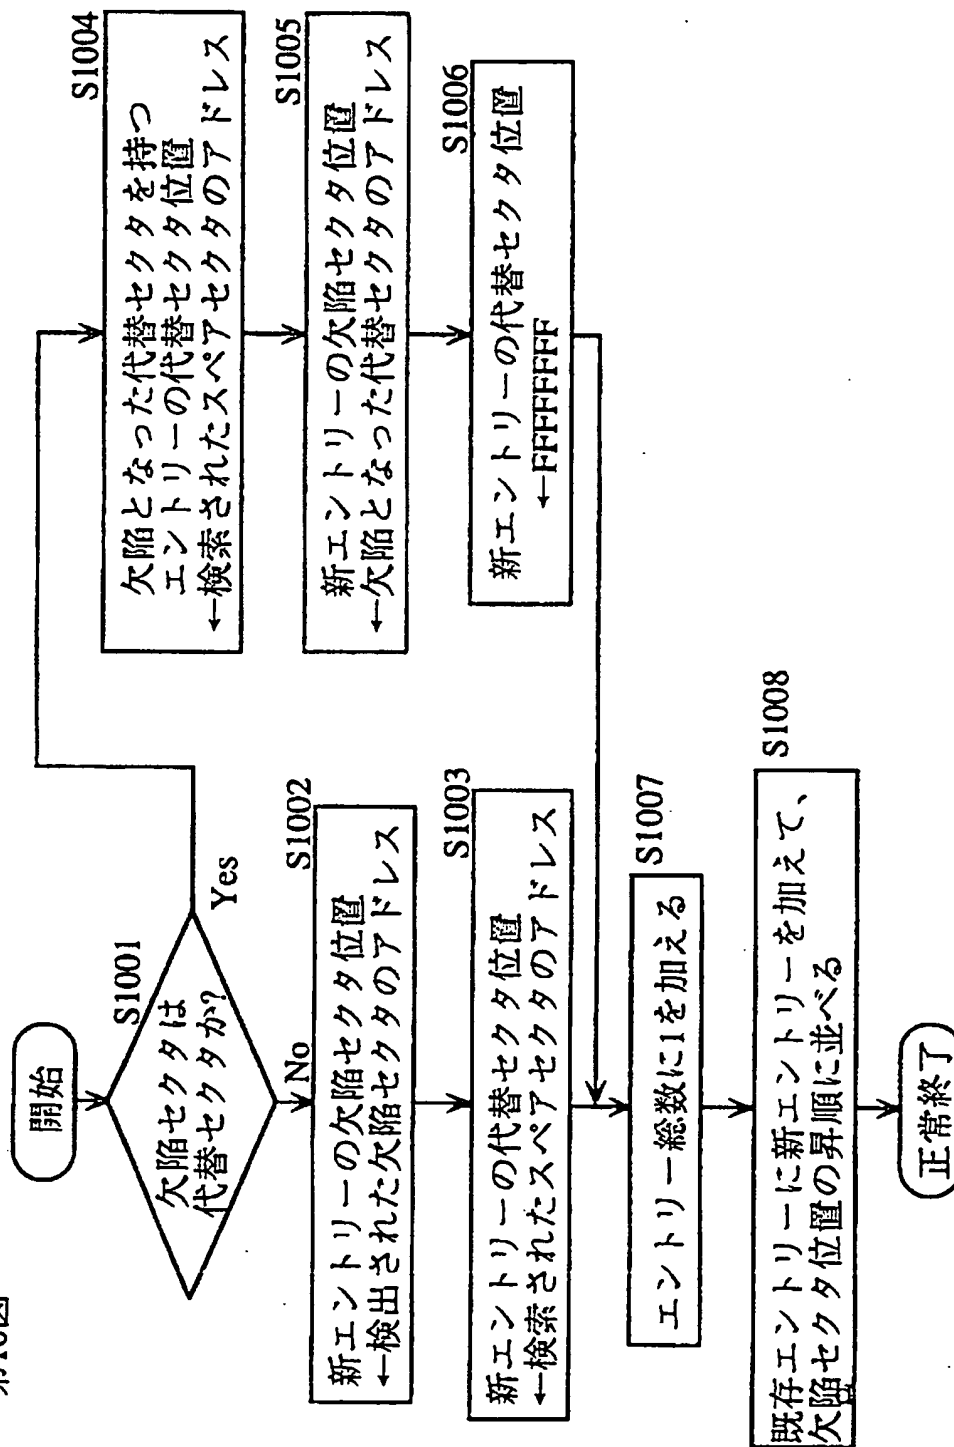 開始
S1001
欠陥セクタは
代替セクタか?
Yes
No
S1002
新エントリーの欠陥セクタ位置
←検出された欠陥セクタのアドレス
S1003
新エントリーの代替セクタ位置
←検索されたスペアセクタのアドレス
S1004
欠陥となった代替セクタを持つ
エントリーの代替セクタ位置
←検索されたスペアセクタのアドレス
S1005
新エントリーの欠陥セクタ位置
←欠陥となった代替セクタのアドレス
S1006
新エントリーの代替セクタ位置
←FFFFFFFF
S1007
エントリー総数に1を加える
S1008
既存エントリーに新エントリーを加えて、
欠陥セクタ位置の昇順に並べる
正常終了